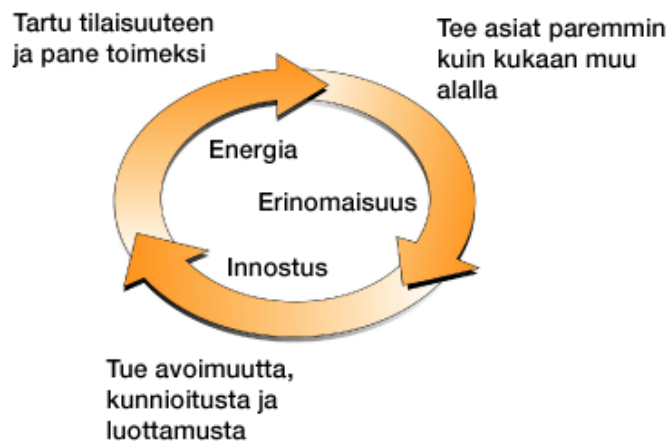 Tartu tilaisuuteen
ja pane toimeksi
Tee asiat paremmin
kuin kukaan muu
alalla
Energia
Erinomaisuus
Innostus
Tue avoimuutta,
kunnioitusta ja
luottamusta